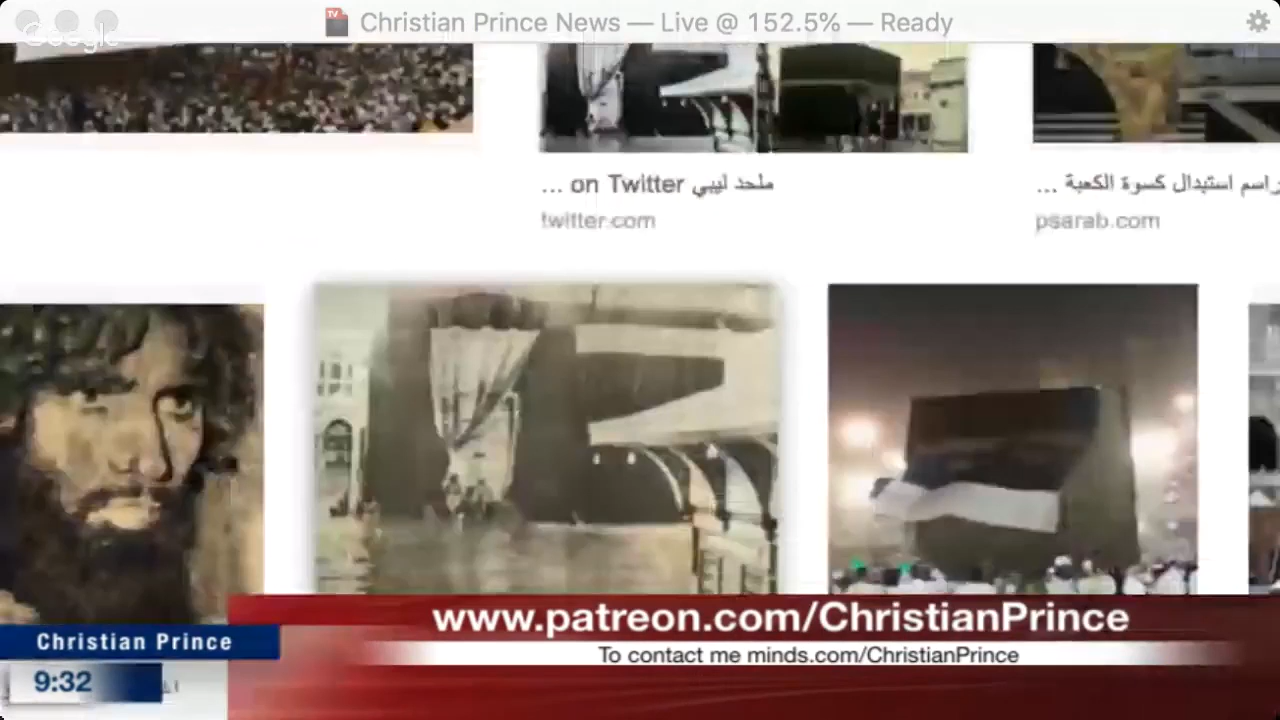 Christian Prince News — Live @ 152.5% — Ready
Google
ملحد ليبي on Twitter ...
راسم استبدال كسوة الكعبة ...
twitter.com
psarab.com
www.patreon.com/ChristianPrince
Christian Prince
To contact me minds.com/ChristianPrince
9:32